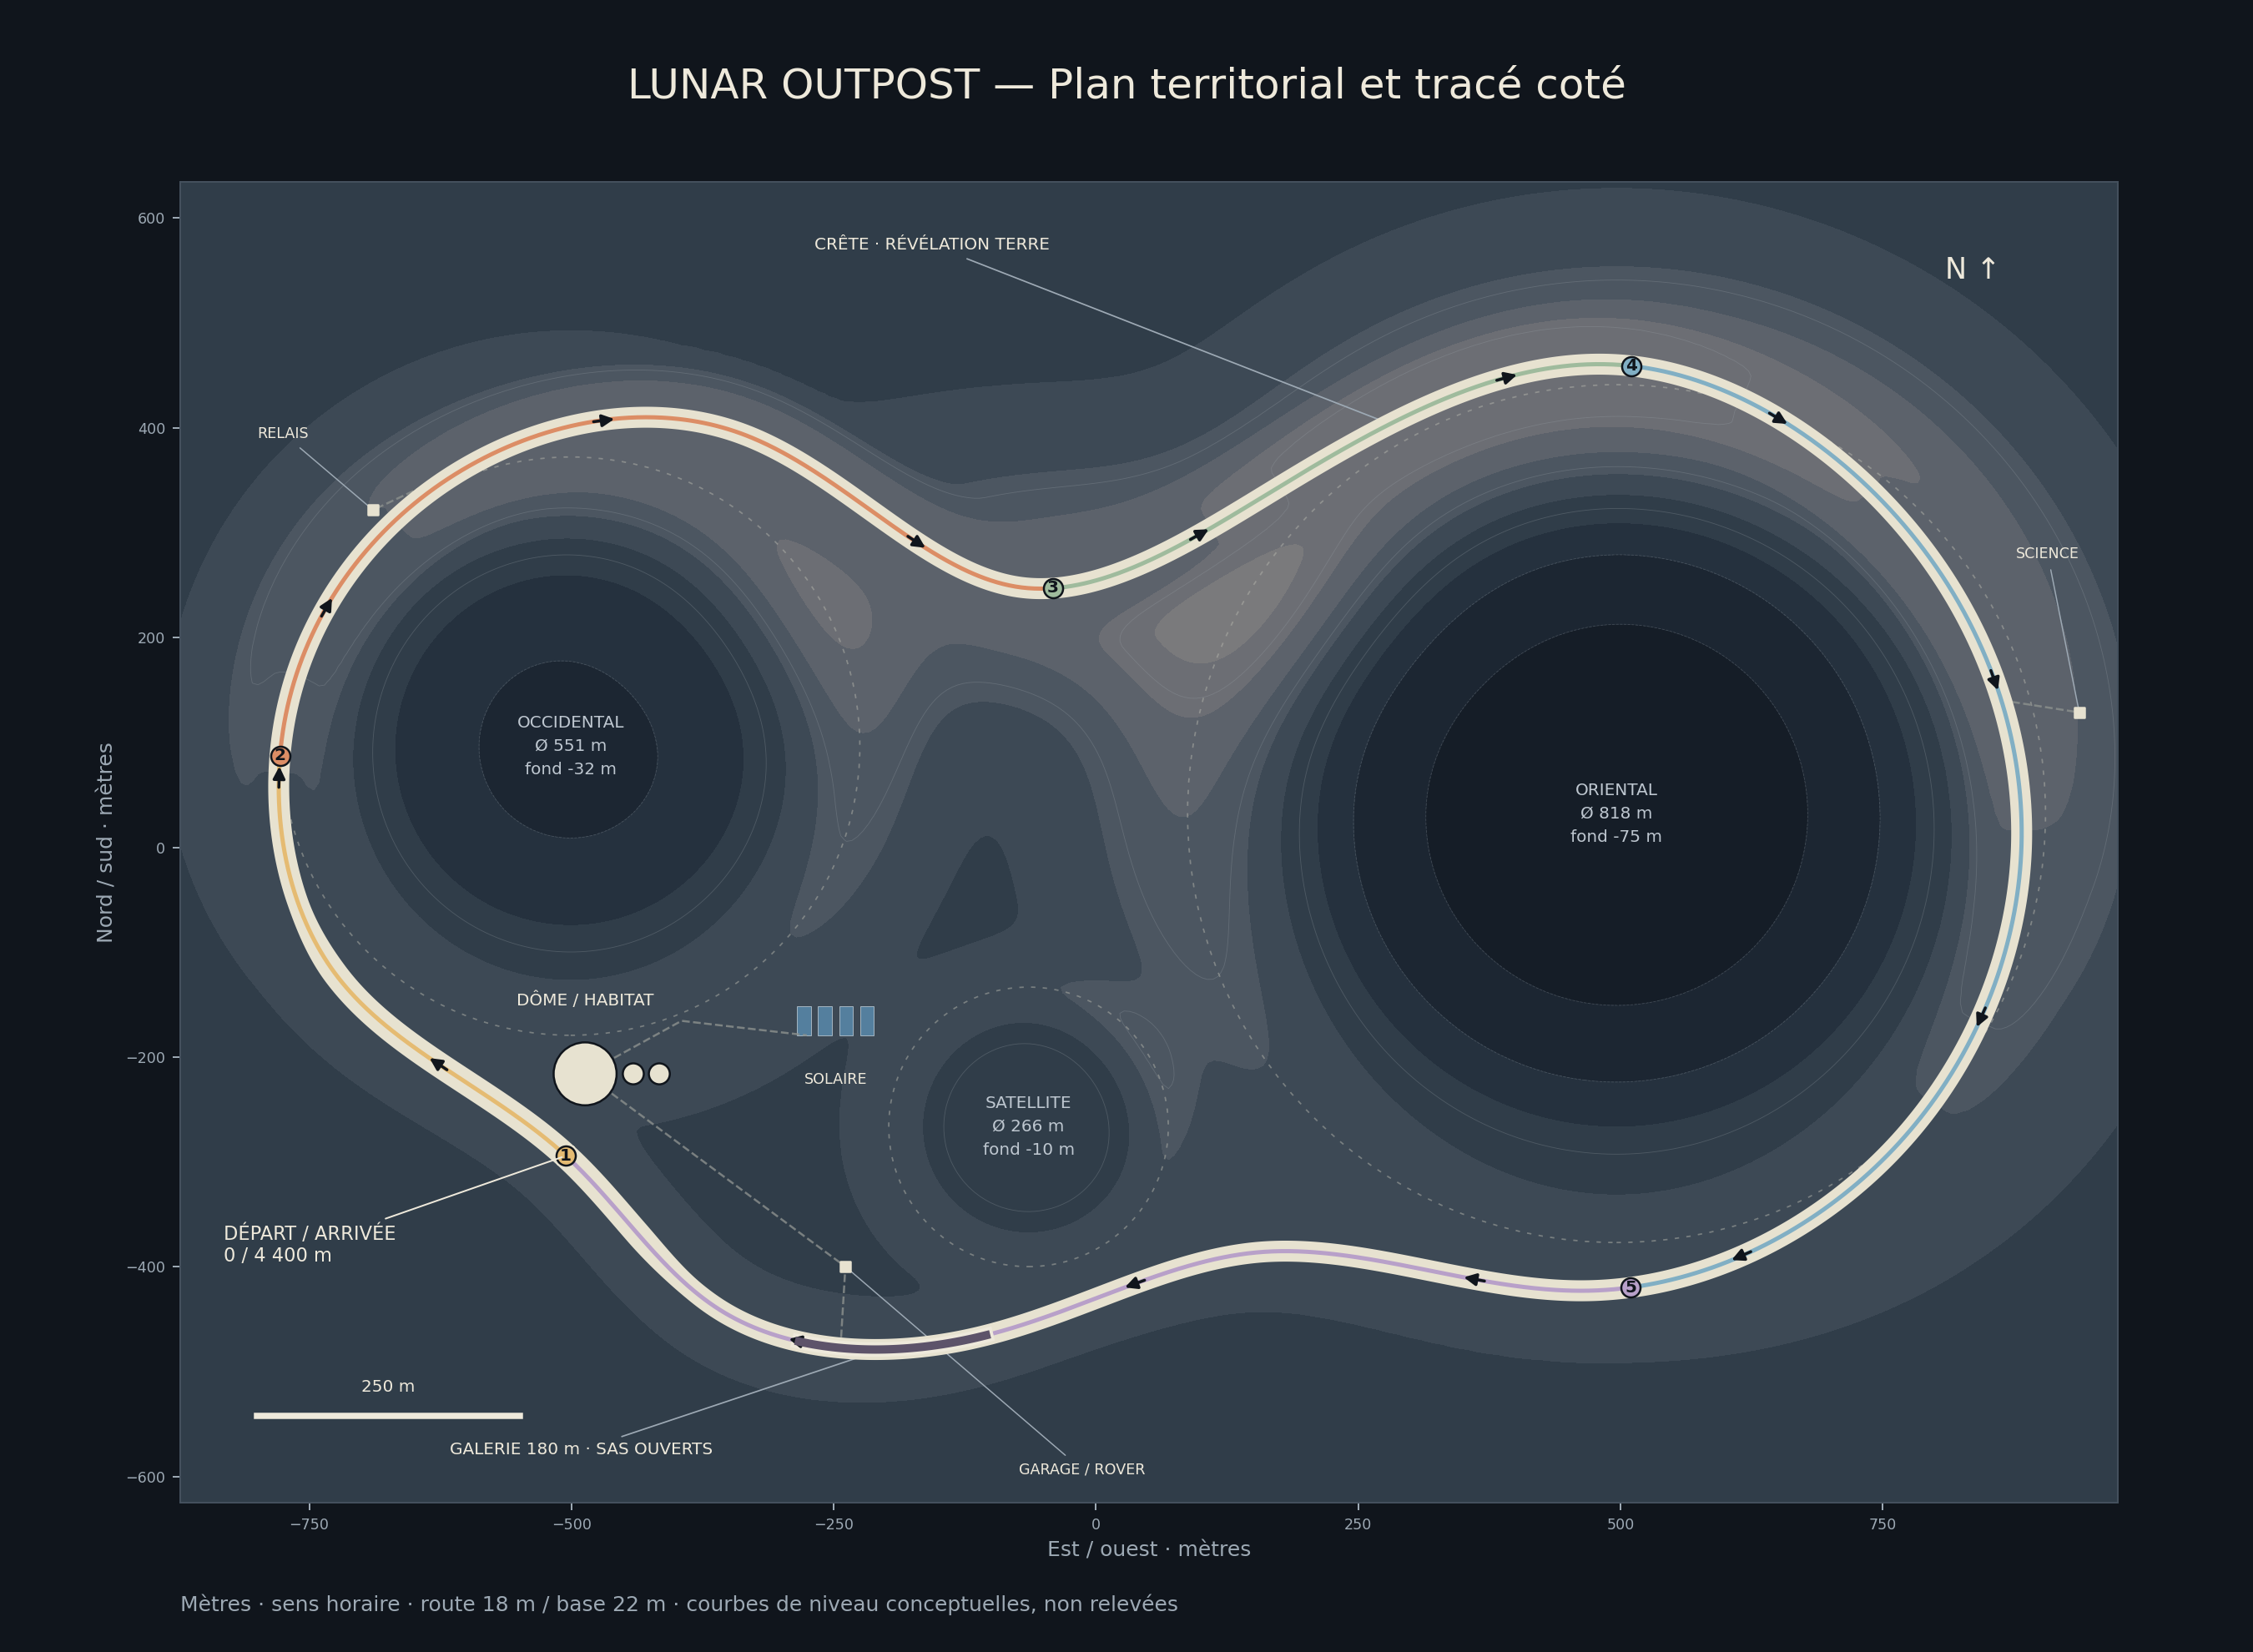 LUNAR OUTPOST — Plan territorial et tracé coté
600
400
200
0
−200
−400
−600
Nord / sud · mètres
CRÊTE · RÉVÉLATION TERRE
N ↑
RELAIS
4
SCIENCE
3
OCCIDENTAL
Ø 551 m
fond -32 m
2
ORIENTAL
Ø 818 m
fond -75 m
DÔME / HABITAT
SOLAIRE
SATELLITE
Ø 266 m
fond -10 m
1
DÉPART / ARRIVÉE
0 / 4 400 m
5
250 m
GALERIE 180 m · SAS OUVERTS
GARAGE / ROVER
−750
−500
−250
0
250
500
750
Est / ouest · mètres
Mètres · sens horaire · route 18 m / base 22 m · courbes de niveau conceptuelles, non relevées